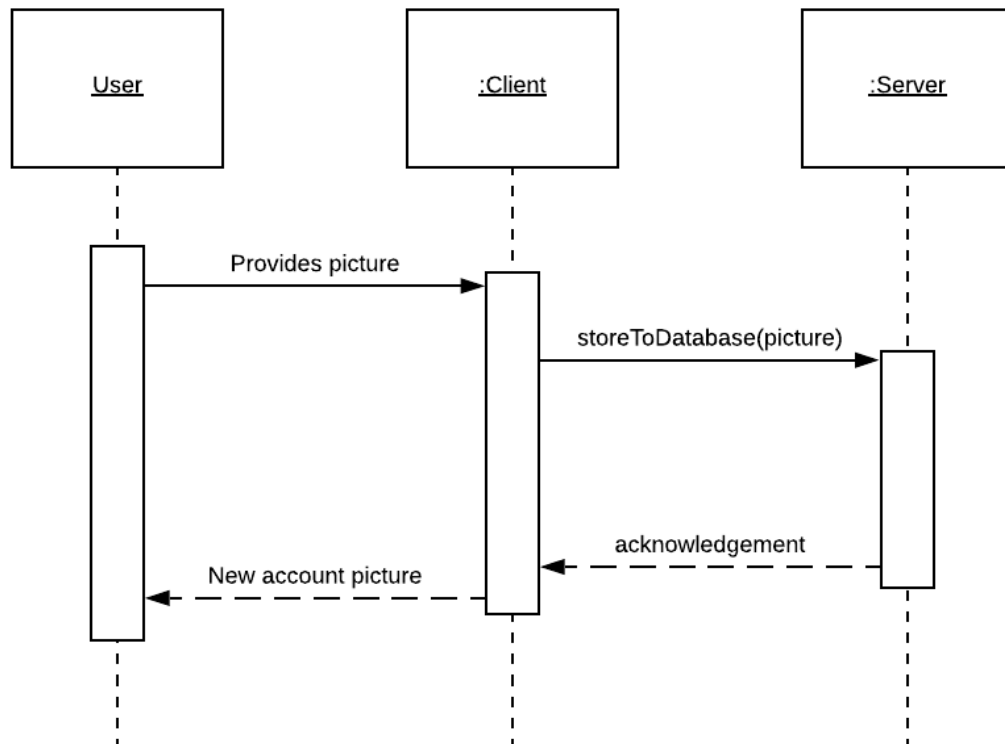 User
:Client
:Server
Provides picture
storeToDatabase(picture)
acknowledgement
New account picture